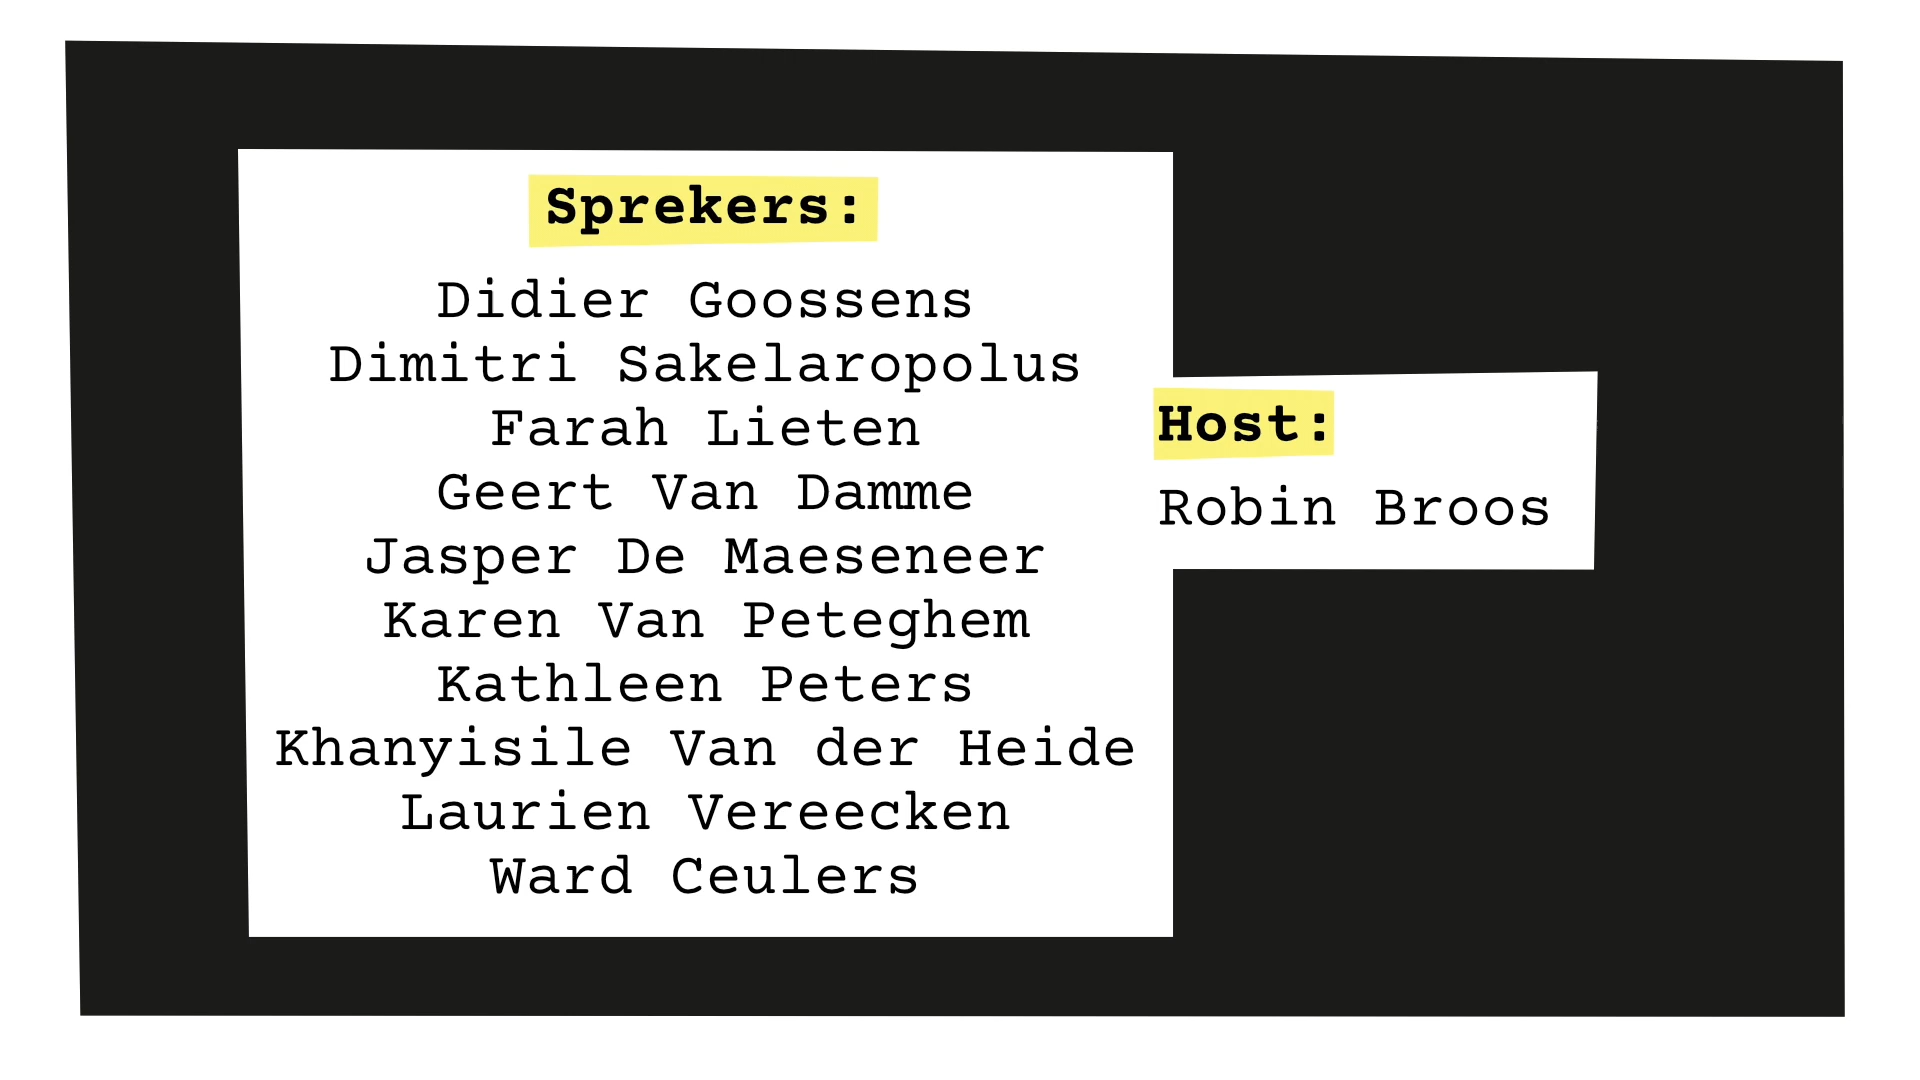 Sprekers:
Didier Goossens
Dimitri Sakelaropolus
Farah Lieten
Geert Van Damme
Jasper De Maeseneer
Karen Van Peteghem
Kathleen Peters
Khanyisile Van der Heide
Laurien Vereecken
Ward Ceulers
Host:
Robin Broos